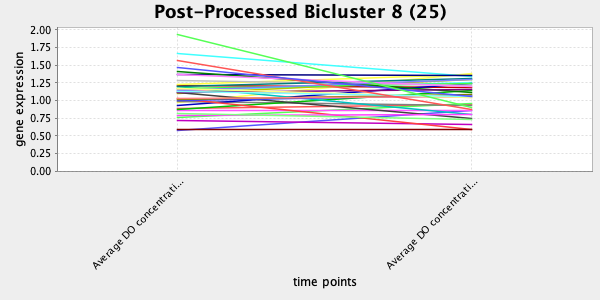 Post-Processed Bicluster 8 (25)
gene expression
2.00
1.75
1.50
1.25
1.00
0.75
0.50
0.25
0.00
Average DO concentrati...
Average DO concentrati...
time points